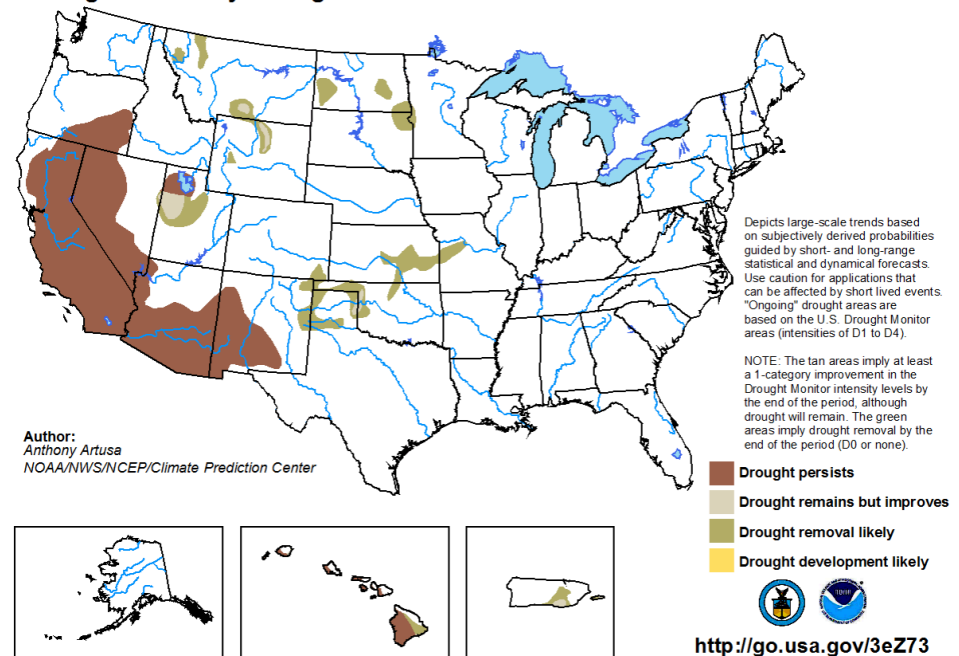 Depicts large-scale trends based
on subjectively derived probabilities
guided by short- and long-range
statistical and dynamical forecasts.
Use caution for applications that
can be affected by short lived events.
"Ongoing" drought areas are
based on the U.S. Drought Monitor
areas (intensities of D1 to D4).
NOTE: The tan areas imply at least
a 1-category improvement in the
Drought Monitor intensity levels by
the end of the period, although
drought will remain. The green
areas imply drought removal by the
end of the period (D0 or none).
Author:
Anthony Artusa
NOAA/NWS/NCEP/Climate Prediction Center
Drought persists
Drought remains but improves
Drought removal likely
Drought development likely
http://go.usa.gov/3eZ73